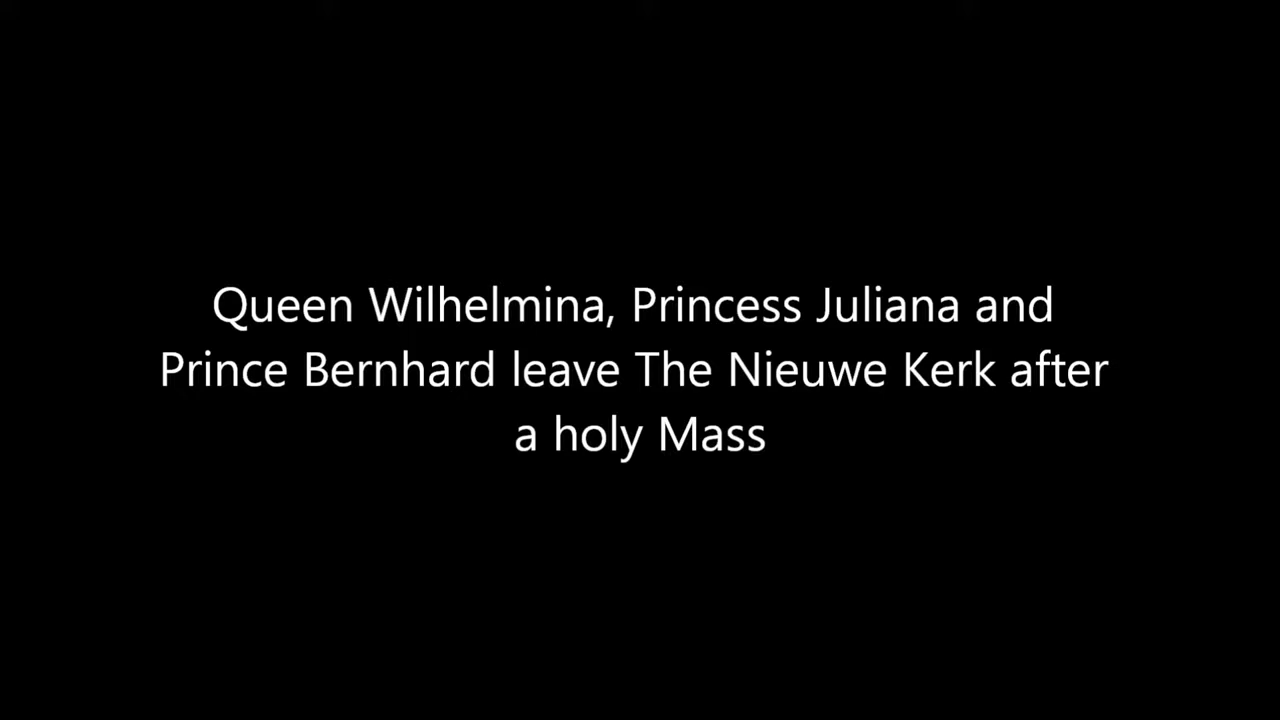 Queen Wilhelmina, Princess Juliana and
Prince Bernhard leave The Nieuwe Kerk after
a holy Mass